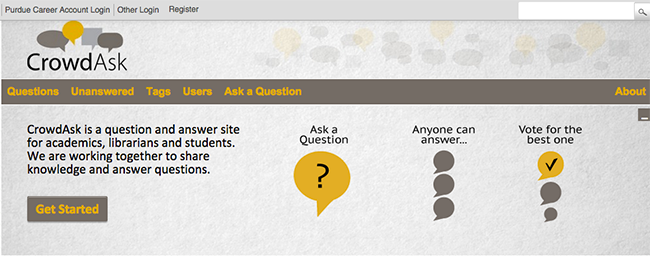 Purdue Career Account Login | Other Login | Register
CrowdAsk
Questions Unanswered Tags Users Ask a Question About
CrowdAsk is a question and answer site
for academics, librarians and students.
We are working together to share
knowledge and answer questions.
Get Started
Ask a
Question
?
Anyone can
answer...
Vote for the
best one